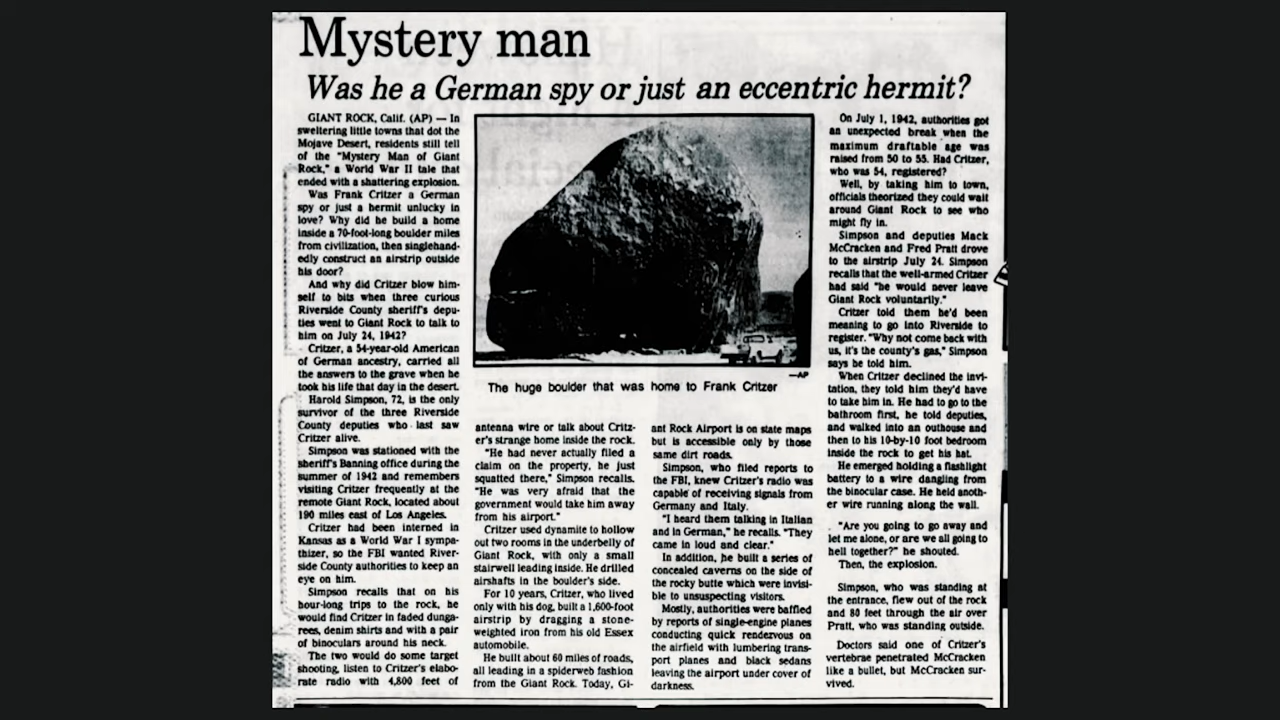 Mystery man
Was he a German spy or just an eccentric hermit?
GIANT ROCK, Calif. (AP) — In
sweltering little towns that dot the
Mojave Desert, residents still tell
of the "Mystery Man of Giant
Rock," a World War II tale that
ended with a shattering explosion.
Was Frank Critzer a German
spy or just a hermit unlucky in
love? Why did he build a home
inside a 70-foot-long boulder miles
from civilization, then singlehand-
edly construct an airstrip outside
his door?
And why did Critzer blow him-
self to bits when three curious
Riverside County sheriff's depu-
ties went to Giant Rock to talk to
him on July 24, 1942?
Critzer, a 54-year-old American
of German ancestry, carried all
the answers to the grave when he
took his life that day in the desert.
Harold Simpson, 72, is the only
survivor of the three Riverside
County deputies who last saw
Critzer alive.
Simpson was stationed with the
sheriff's Banning office during the
summer of 1942 and remembers
visiting Critzer frequently at the
remote Giant Rock, located about
190 miles east of Los Angeles.
Critzer had been interned in
Kansas as a World War I sympa-
thizer, so the FBI wanted River-
side County authorities to keep an
eye on him.
Simpson recalls that on his
hour-long trips to the rock, he
would find Critzer in faded dunga-
rees, denim shirts and with a pair
of binoculars around his neck.
The two would do some target
shooting, listen to Critzer's elabo-
rate radio with 4,800 feet of
—AP
The huge boulder that was home to Frank Critzer
antenna wire or talk about Critz-
er's strange home inside the rock.
"He had never actually filed a
claim on the property, he just
squatted there," Simpson recalls.
"He was very afraid that the
government would take him away
from his airport."
Critzer used dynamite to hollow
out two rooms in the underbelly of
Giant Rock, with only a small
stairwell leading inside. He drilled
airshafts in the boulder's side.
For 10 years, Critzer, who lived
only with his dog, built a 1,600-foot
airstrip by dragging a stone-
weighted iron from his old Essex
automobile.
He built about 60 miles of roads,
all leading in a spiderweb fashion
from the Giant Rock. Today, Gi-
ant Rock Airport is on state maps
but is accessible only by those
same dirt roads.
Simpson, who filed reports to
the FBI, knew Critzer's radio was
capable of receiving signals from
Germany and Italy.
"I heard them talking in Italian
and in German," he recalls. "They
came in loud and clear."
In addition, he built a series of
concealed caverns on the side of
the rocky butte which were invisi-
ble to unsuspecting visitors.
Mostly, authorities were baffled
by reports of single-engine planes
conducting quick rendervous on
the airfield with lumbering trans-
port planes and black sedans
leaving the airport under cover of
darkness.
On July 1, 1942, authorities got
an unexpected break when the
maximum draftable age was
raised from 50 to 55. Had Critzer,
who was 54, registered?
Well, by taking him to town,
officials theorized they could wait
around Giant Rock to see who
might fly in.
Simpson and deputies Mack
McCracken and Fred Pratt drove
to the airstrip July 24. Simpson
recalls that the well-armed Critzer
had said "he would never leave
Giant Rock voluntarily."
Critzer told them he'd been
meaning to go into Riverside to
register. "Why not come back with
us, it's the county's gas," Simpson
says he told him.
When Critzer declined the invi-
tation, they told him they'd have
to take him in. He had to go to the
bathroom first, he told deputies,
and walked into an outhouse and
then to his 10-by-10 foot bedroom
inside the rock to get his hat.
He emerged holding a flashlight
battery to a wire dangling from
the binocular case. He held anoth-
er wire running along the wall.
"Are you going to go away and
let me alone, or are we all going to
hell together?" he shouted.
Then, the explosion.
Simpson, who was standing at
the entrance, flew out of the rock
and 80 feet through the air over
Pratt, who was standing outside.
Doctors said one of Critzer's
vertebrae penetrated McCracken
like a bullet, but McCracken sur-
vived.